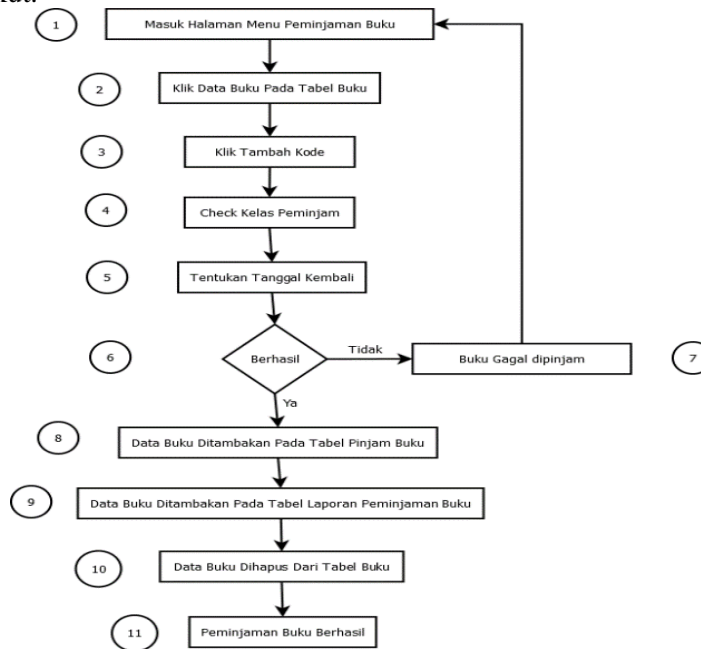 1 Masuk Halaman Menu Peminjaman Buku
2 Klik Data Buku Pada Tabel Buku
3 Klik Tambah Kode
4 Check Kelas Peminjam
5 Tentukan Tanggal Kembali
6 Berhasil Tidak Buku Gagal dipinjam 7
Ya
8 Data Buku Ditambakan Pada Tabel Pinjam Buku
9 Data Buku Ditambakan Pada Tabel Laporan Peminjaman Buku
10 Data Buku Dihapus Dari Tabel Buku
11 Peminjaman Buku Berhasil